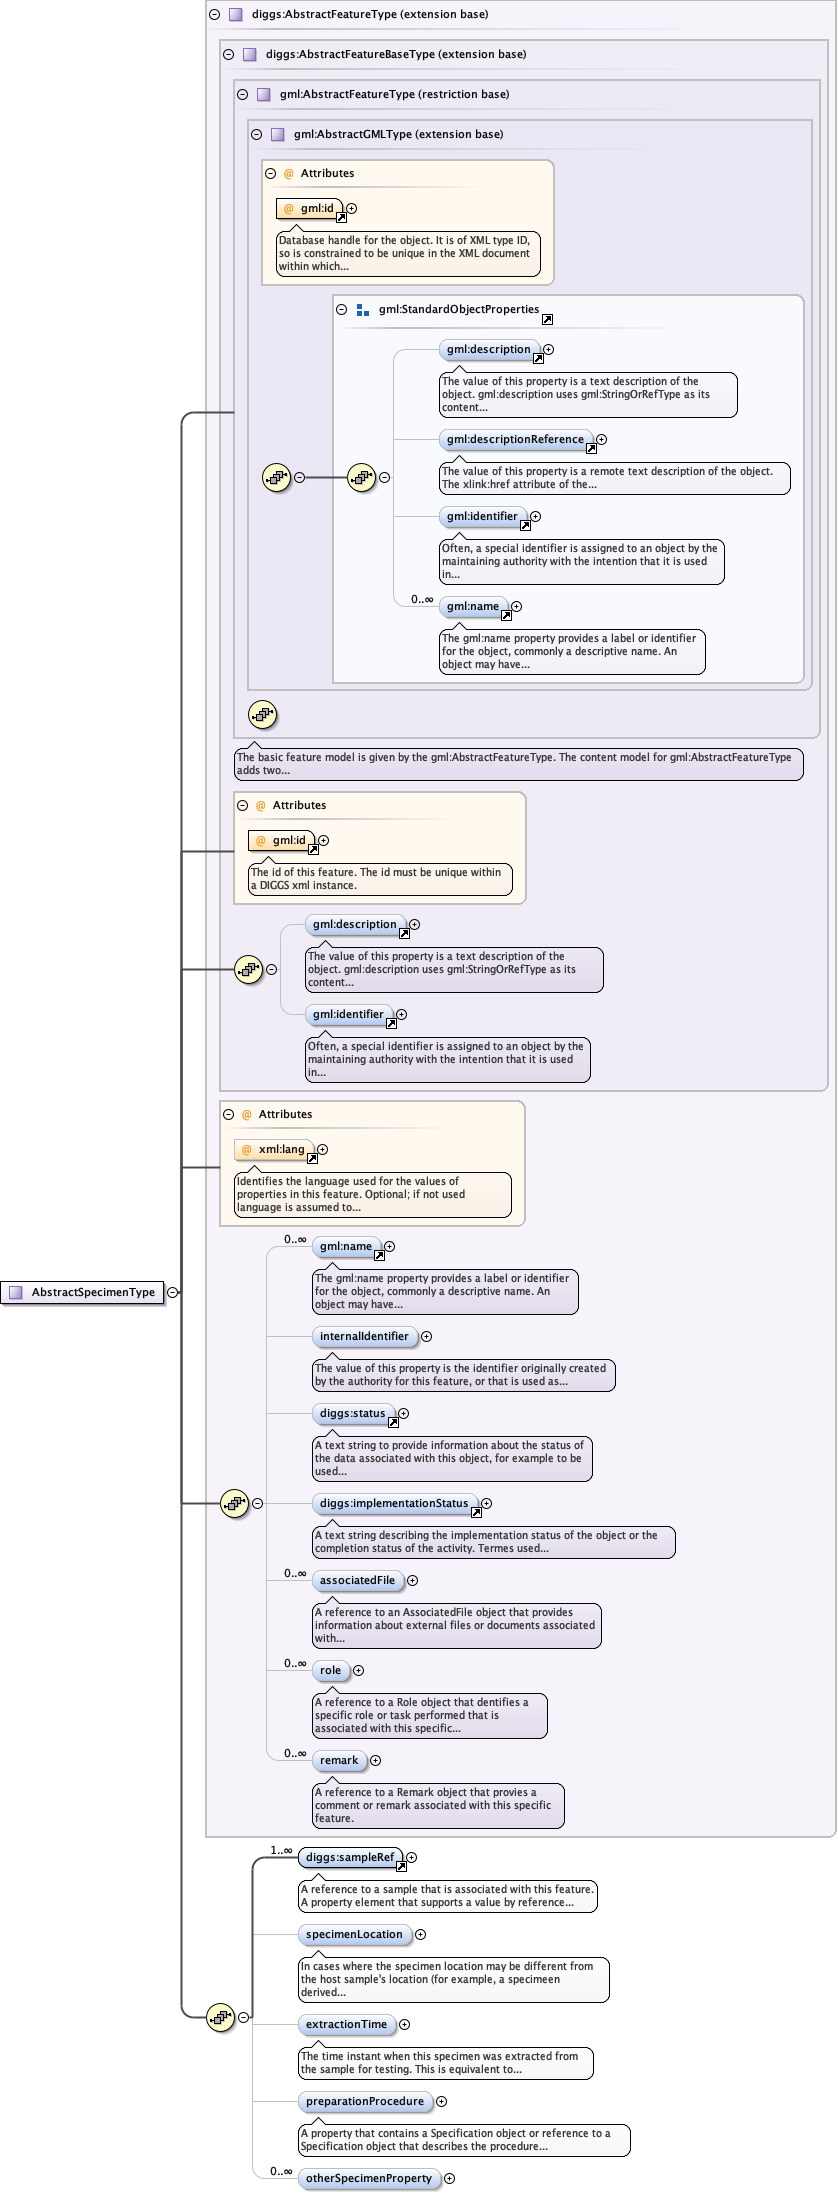 diggs:AbstractFeatureType (extension base)
diggs:AbstractFeatureBaseType (extension base)
gml:AbstractFeatureType (restriction base)
gml:AbstractGMLType (extension base)
@ Attributes
@ gml:id
Database handle for the object. It is of XML type ID,
so is constrained to be unique in the XML document
within which...
gml:StandardObjectProperties
gml:description
The value of this property is a text description of the
object. gml:description uses gml:StringOrRefType as its
content...
gml:descriptionReference
The value of this property is a remote text description of the object.
The xlink:href attribute of the...
gml:identifier
Often, a special identifier is assigned to an object by the
maintaining authority with the intention that it is used
in...
0..∞
gml:name
The gml:name property provides a label or identifier
for the object, commonly a descriptive name. An
object may have...
The basic feature model is given by the gml:AbstractFeatureType. The content model for gml:AbstractFeatureType
adds two...
@ Attributes
@ gml:id
The id of this feature. The id must be unique within
a DIGGS xml instance.
gml:description
The value of this property is a text description of the
object. gml:description uses gml:StringOrRefType as its
content...
gml:identifier
Often, a special identifier is assigned to an object by the
maintaining authority with the intention that it is used
in...
@ Attributes
@ xml:lang
Identifies the language used for the values of
properties in this feature. Optional; if not used
language is assumed to...
0..∞
gml:name
The gml:name property provides a label or identifier
for the object, commonly a descriptive name. An
object may have...
AbstractSpecimenType
internalIdentifier
The value of this property is the identifier originally created
by the authority for this feature, or that is used as...
diggs:status
A text string to provide information about the status of
the data associated with this object, for example to be
used...
diggs:implementationStatus
A text string describing the implementation status of the object or the
completion status of the activity. Termes used...
0..∞
associatedFile
A reference to an AssociatedFile object that provides
information about external files or documents associated
with...
0..∞
role
A reference to a Role object that dentifies a
specific role or task performed that is
associated with this specific...
0..∞
remark
A reference to a Remark object that provies a
comment or remark associated with this specific
feature.
1..∞
diggs:sampleRef
A reference to a sample that is associated with this feature.
A property element that supports a value by reference...
specimenLocation
In cases where the specimen location may be different from
the host sample's location (for example, a specimeen
derived...
extractionTime
The time instant when this specimen was extracted from
the sample for testing. This is equivalent to...
preparationProcedure
A property that contains a Specification object or reference to a
Specification object that describes the procedure...
0..∞
otherSpecimenProperty